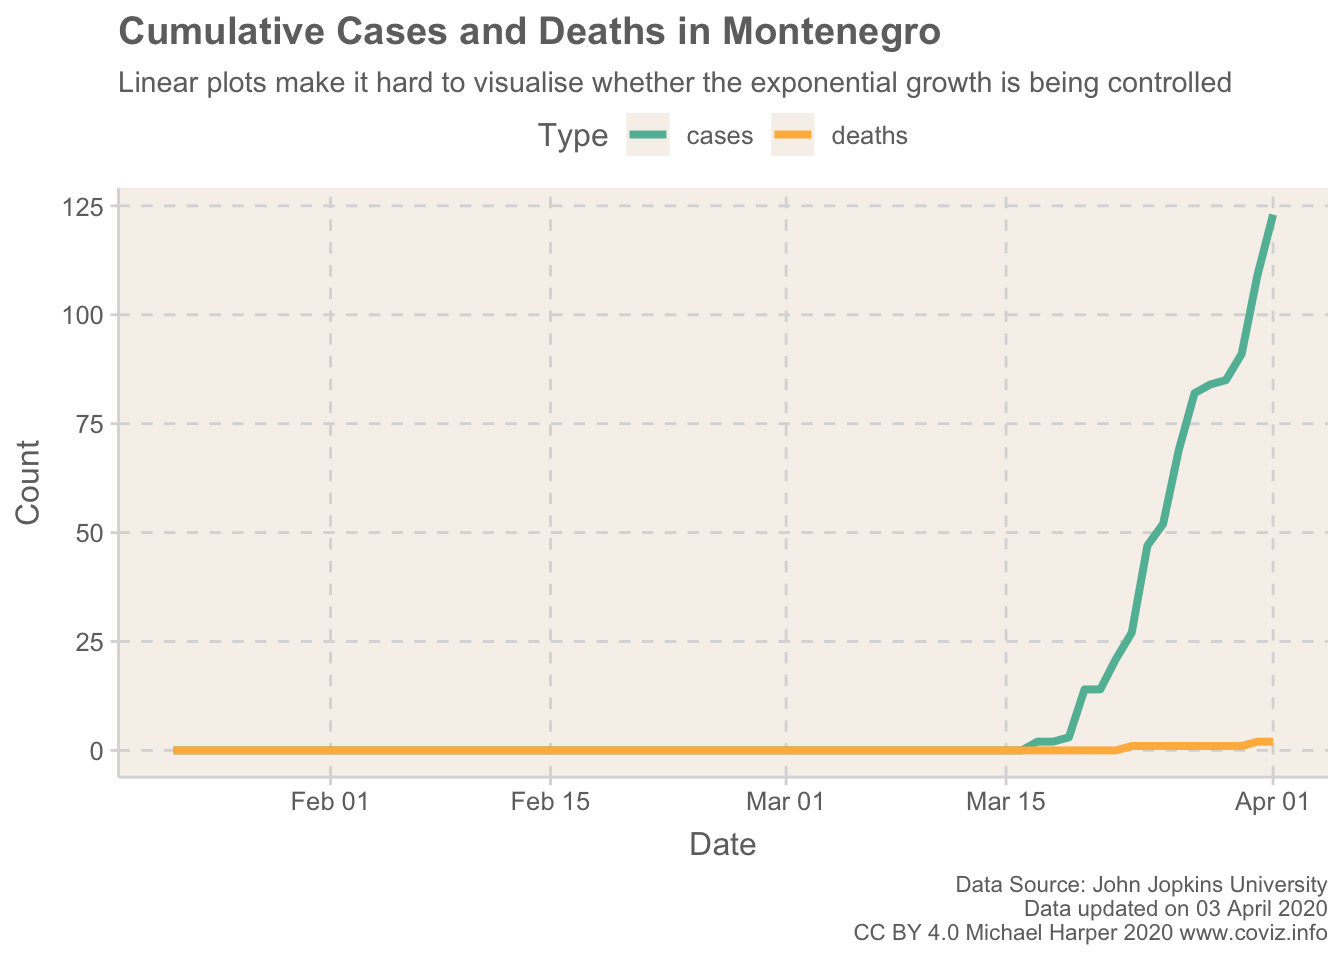 Cumulative Cases and Deaths in Montenegro
Linear plots make it hard to visualise whether the exponential growth is being controlled
Type cases deaths
125
100
75
50
25
0
Count
Feb 01 Feb 15 Mar 01 Mar 15 Apr 01
Date
Data Source: John Jopkins University
Data updated on 03 April 2020
CC BY 4.0 Michael Harper 2020 www.coviz.info